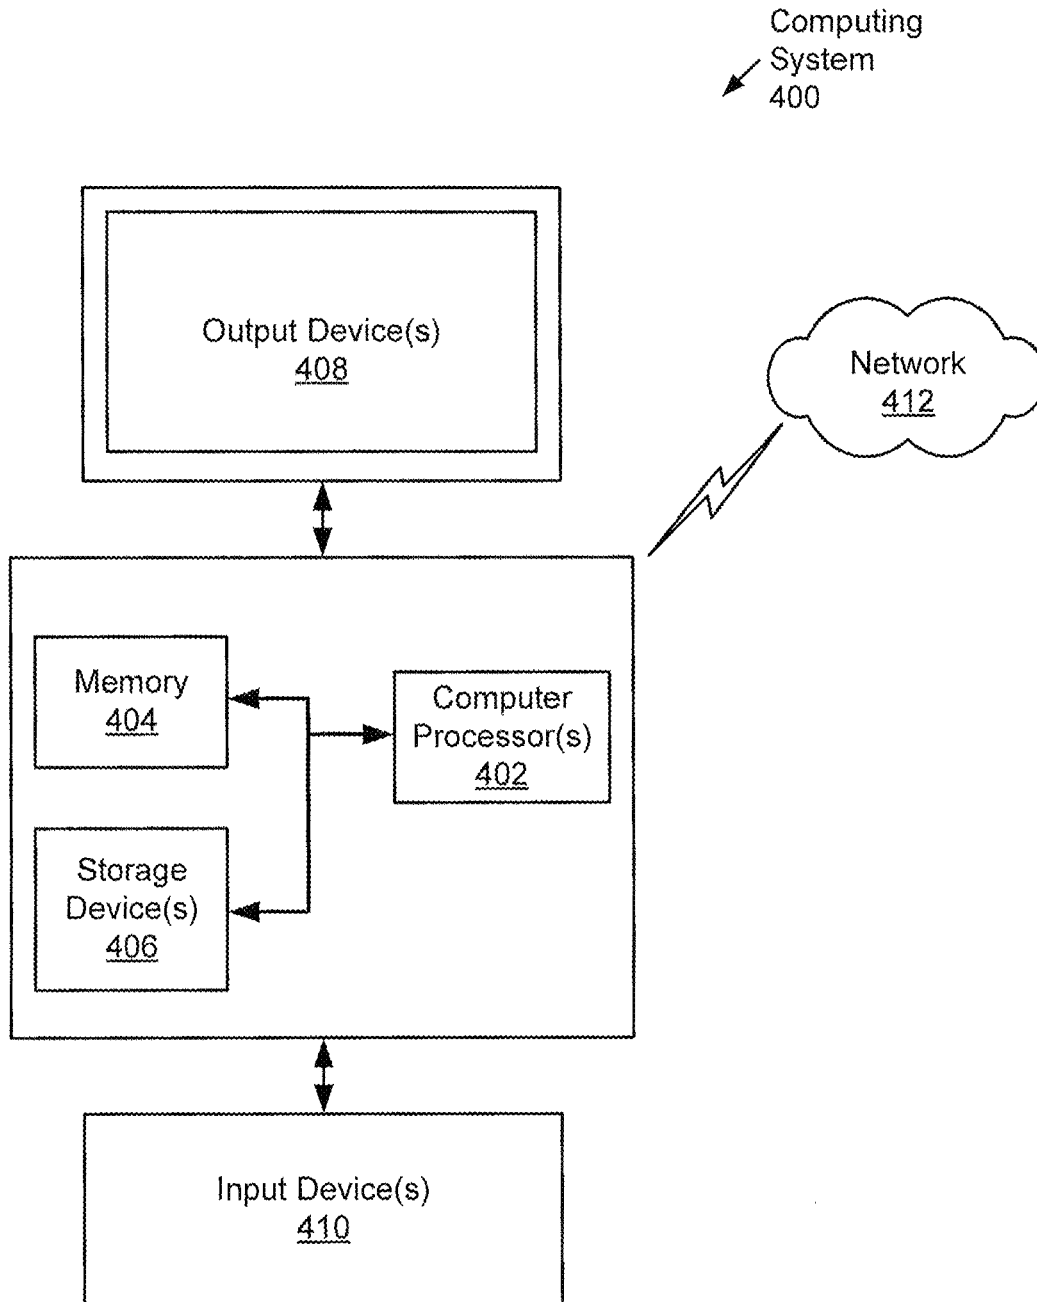 Computing
System
400
Output Device(s)
408
Network
412
Memory
404
Computer
Processor(s)
402
Storage
Device(s)
406
Input Device(s)
410